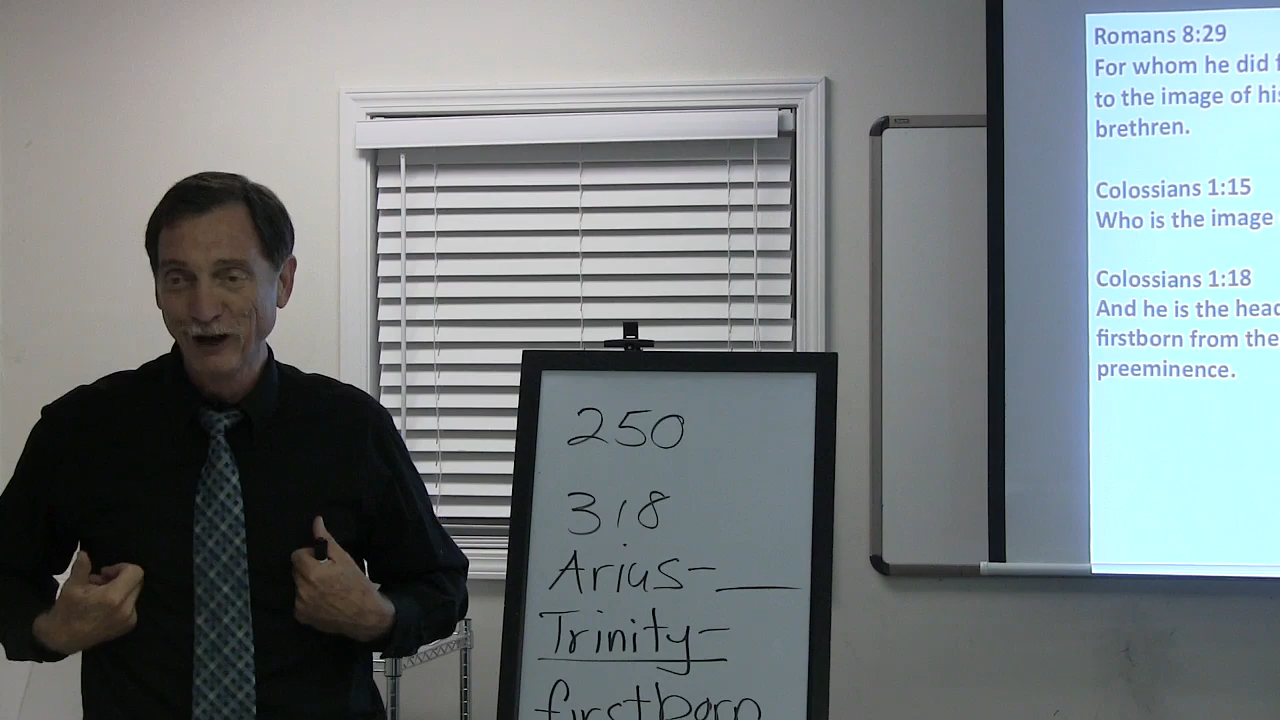 250
318
Arius-
Trinity-
firstborn
Romans 8:29
For whom he did
to the image of his
brethren.
Colossians 1:15
Who is the image
Colossians 1:18
And he is the head
firstborn from the
preeminence.